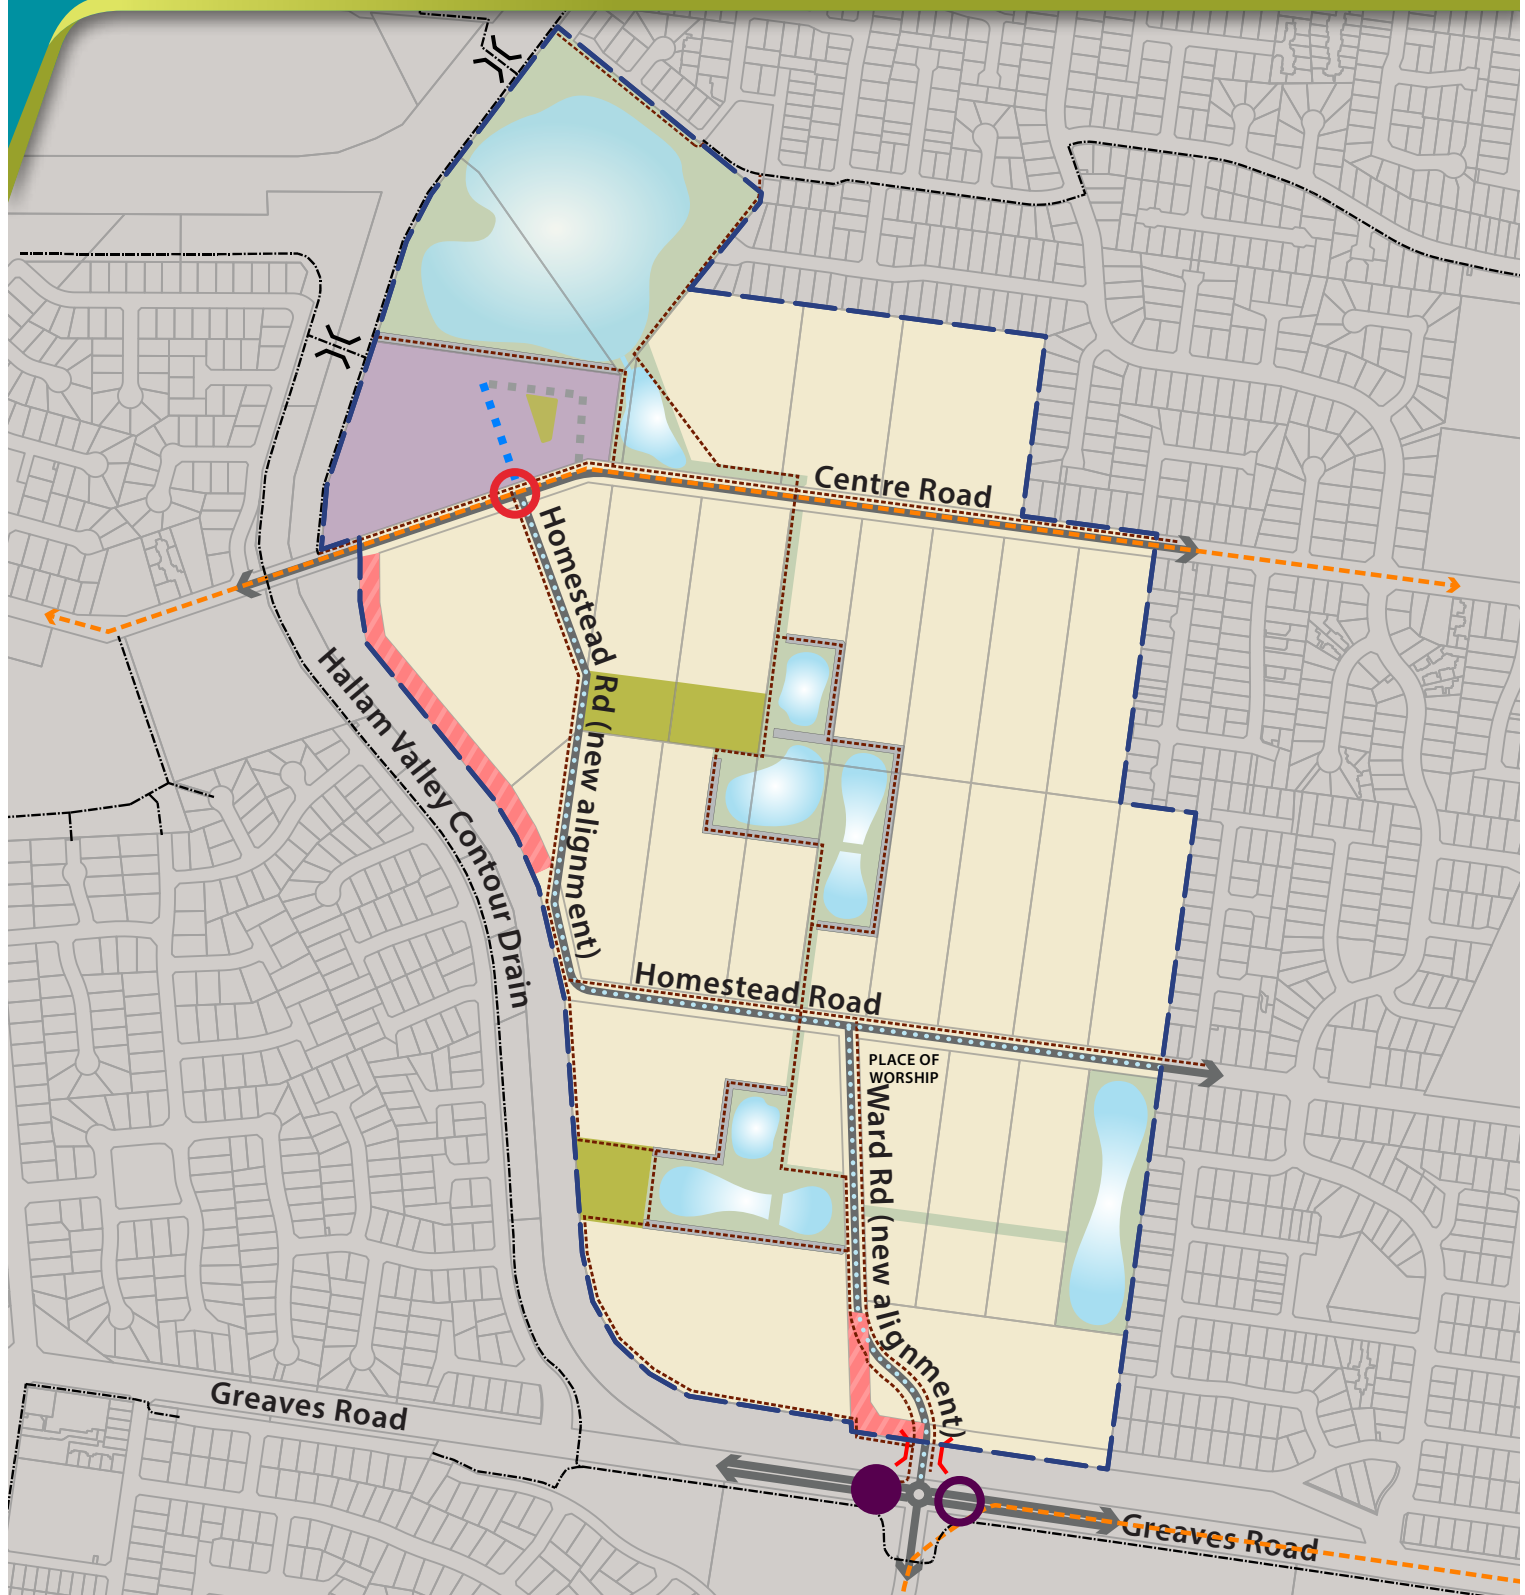 Centre Road
Homestead Rd (new alignment)
Hallam Valley Contour Drain
Homestead Road
PLACE OF
WORSHIP
Ward Rd (new alignment)
Greaves Road
Greaves Road